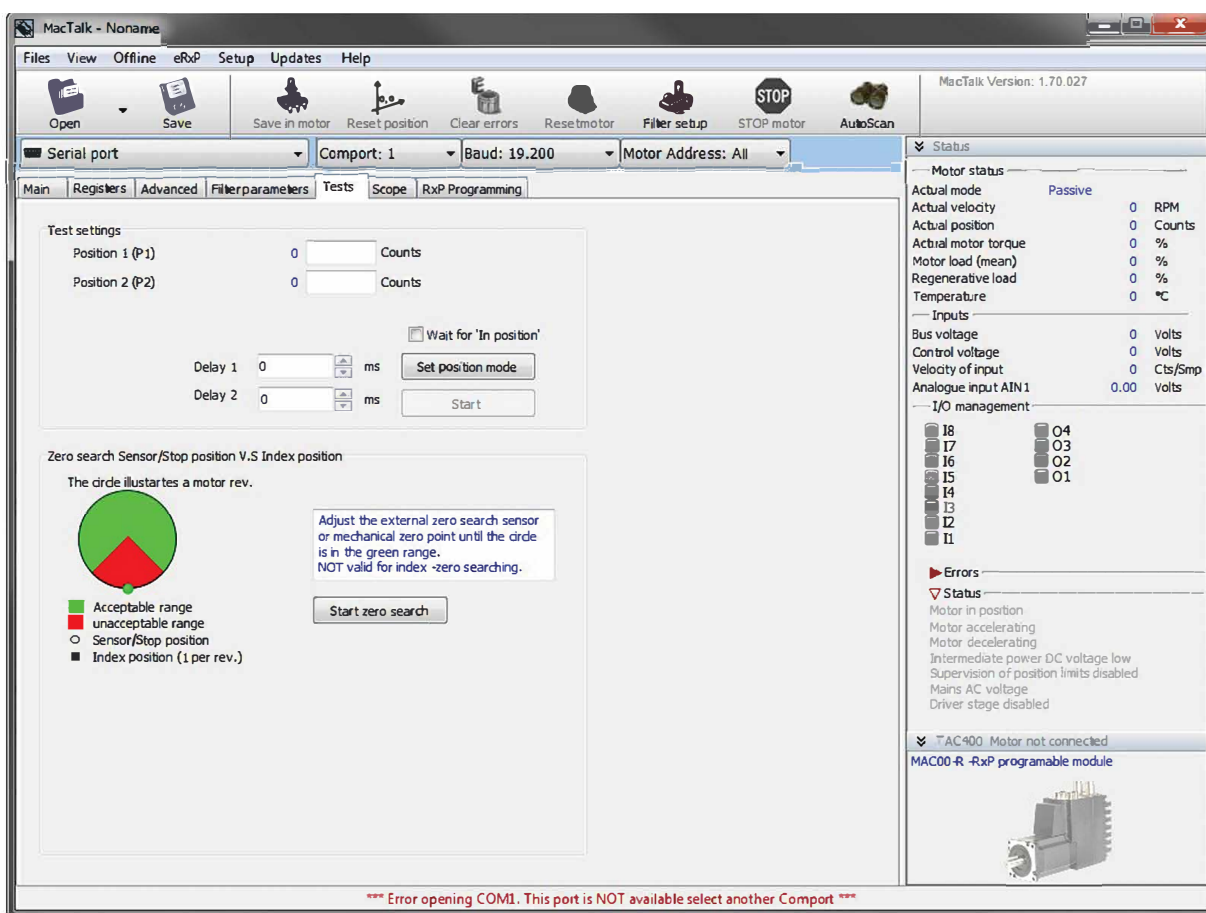 MacTalk - Noname
Files View Offline eRxP Setup Updates Help
Open
Save
Save in motor
Reset position
Clear errors
Resetmotor
Filter setup
STOP
STOP motor
AutoScan
MacTalk Version: 1.70.027
Serial port
Comport: 1
Baud: 19.200
Motor Address: All
Main Registers Advanced Filterparameters Tests Scope RxP Programming
Test settings
Position 1 (P1) 0 Counts
Position 2 (P2) 0 Counts
Wait for 'In position'
Delay 1 0 ms Set position mode
Delay 2 0 ms Start
Zero search Sensor/Stop position V.S Index position
The circle illustartes a motor rev.
Adjust the external zero search sensor
or mechanical zero point until the circle
is in the green range.
NOT valid for index -zero searching.
Start zero search
Acceptable range
unacceptable range
Sensor/Stop position
Index position (1 per rev.)
Status
Motor status
Actual mode Passive
Actual velocity 0 RPM
Actual position 0 Counts
Actual motor torque 0 %
Motor load (mean) 0 %
Regenerative load 0 %
Temperature 0 °C
Inputs
Bus voltage 0 Volts
Control voltage 0 Volts
Velocity of input 0 Cts/Smp
Analogue input AIN1 0.00 Volts
I/O management
I8 O4
I7 O3
I6 O2
I5 O1
I4
I3
I2
I1
Errors
Status
Motor in position
Motor accelerating
Motor decelerating
Intermediate power DC voltage low
Supervision of position limits disabled
Mains AC voltage
Driver stage disabled
TAC400 Motor not connected
MAC00-R -RxP programable module
*** Error opening COM1. This port is NOT available select another Comport ***